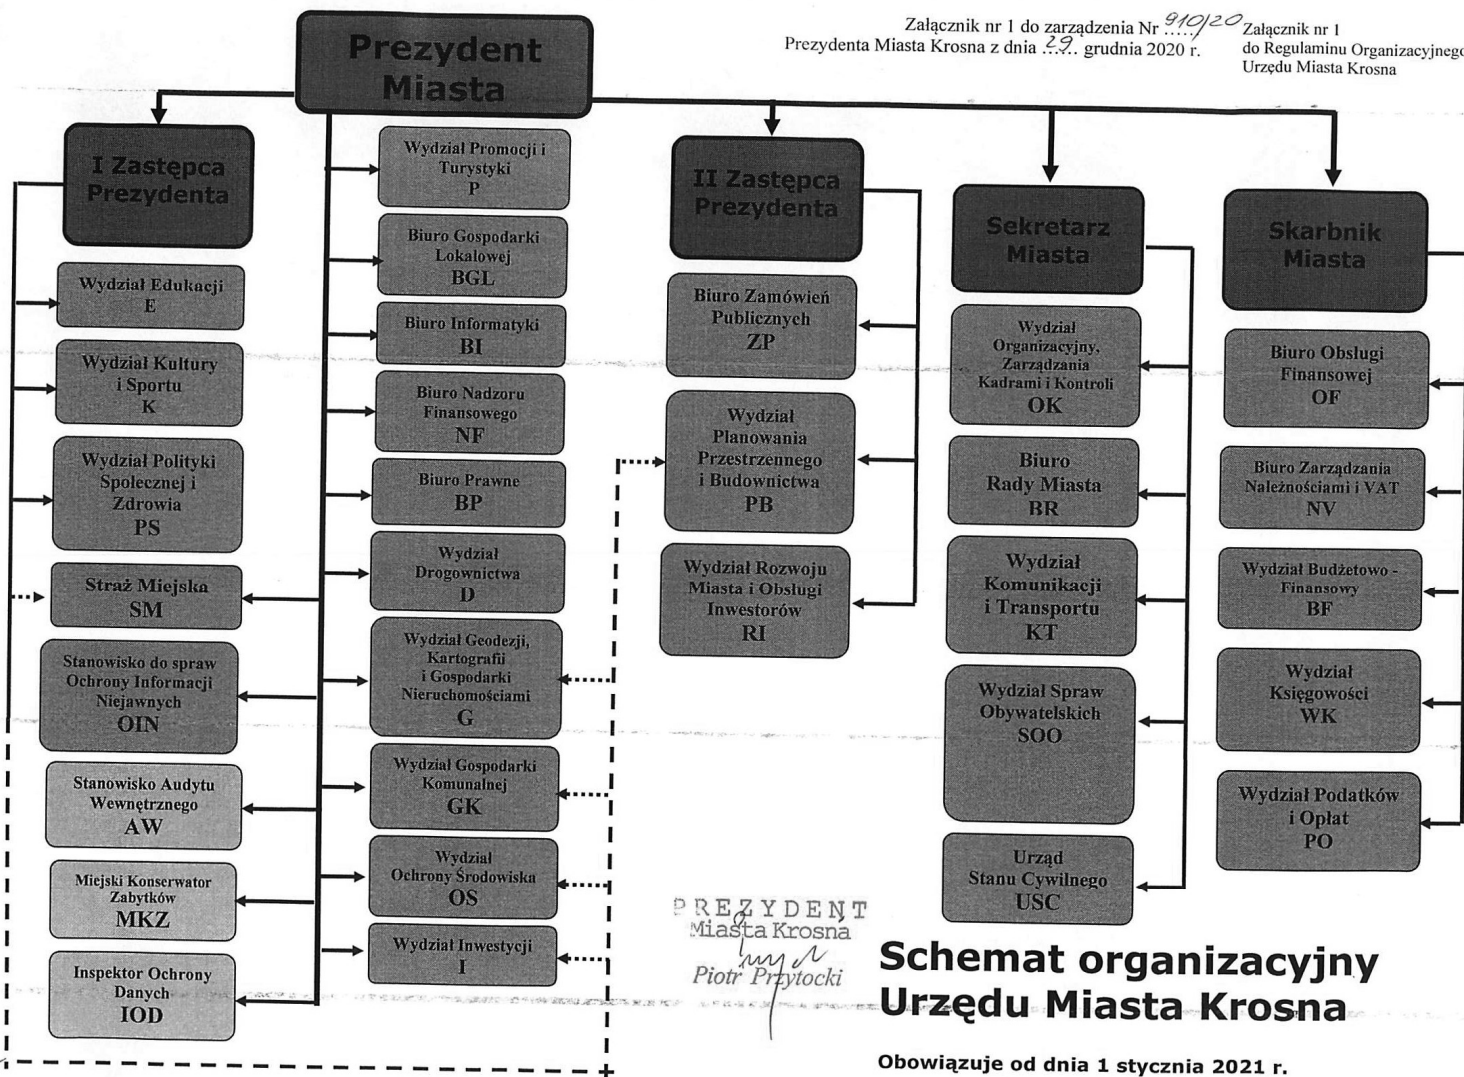 Załącznik nr 1 do zarządzenia Nr 910/20
Prezydenta Miasta Krosna z dnia 29. grudnia 2020 r.
Załącznik nr 1
do Regulaminu Organizacyjnego
Urzędu Miasta Krosna
Prezydent
Miasta
I Zastępca
Prezydenta
Wydział Edukacji
E
Wydział Kultury
i Sportu
K
Wydział Polityki
Społecznej i
Zdrowia
PS
Straż Miejska
SM
Stanowisko do spraw
Ochrony Informacji
Niejawnych
OIN
Stanowisko Audytu
Wewnętrznego
AW
Miejski Konserwator
Zabytków
MKZ
Inspektor Ochrony
Danych
IOD
Wydział Promocji i
Turystyki
P
Biuro Gospodarki
Lokalowej
BGL
Biuro Informatyki
BI
Biuro Nadzoru
Finansowego
NF
Biuro Prawne
BP
Wydział
Drogownictwa
D
Wydział Geodezji,
Kartografii
i Gospodarki
Nieruchomościami
G
Wydział Gospodarki
Komunalnej
GK
Wydział
Ochrony Środowiska
OS
Wydział Inwestycji
I
II Zastępca
Prezydenta
Biuro Zamówień
Publicznych
ZP
Wydział
Planowania
Przestrzennego
i Budownictwa
PB
Wydział Rozwoju
Miasta i Obsługi
Inwestorów
RI
Sekretarz
Miasta
Wydział
Organizacyjny,
Zarządzania
Kadrami i Kontroli
OK
Biuro
Rady Miasta
BR
Wydział
Komunikacji
i Transportu
KT
Wydział Spraw
Obywatelskich
SOO
Urząd
Stanu Cywilnego
USC
Skarbnik
Miasta
Biuro Obsługi
Finansowej
OF
Biuro Zarządzania
Należnościami i VAT
NV
Wydział Budżetowo -
Finansowy
BF
Wydział
Księgowości
WK
Wydział Podatków
i Opłat
PO
PREZYDENT
Miasta Krosna
Piotr Przytocki
Schemat organizacyjny
Urzędu Miasta Krosna
Obowiązuje od dnia 1 stycznia 2021 r.